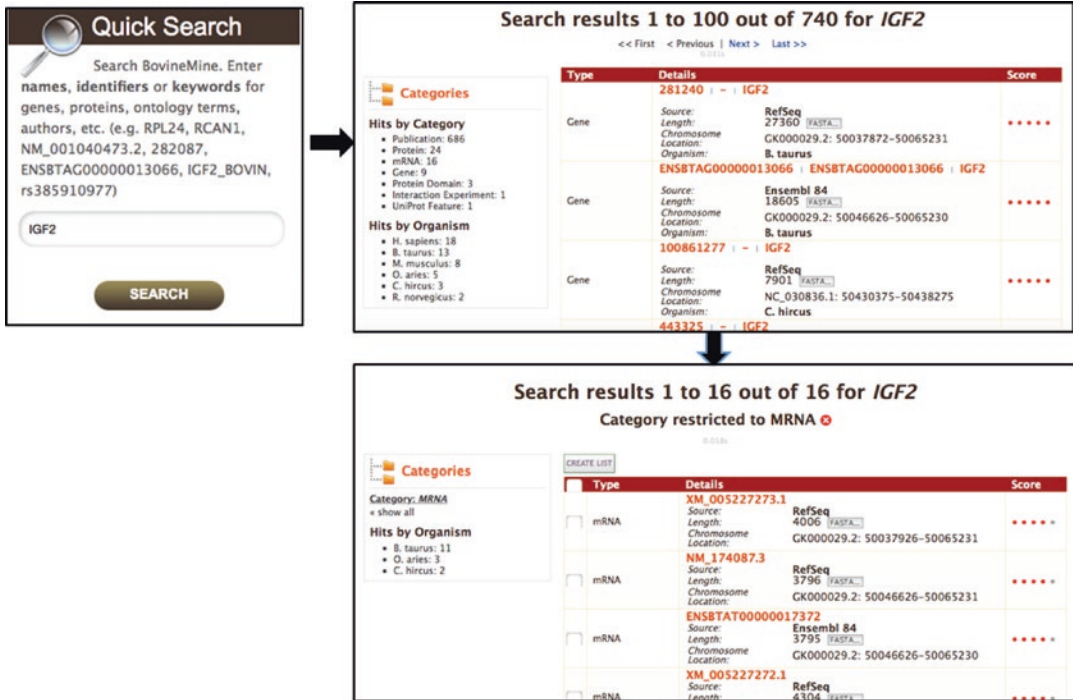 Quick Search
Search BovineMine. Enter
names, identifiers or keywords for
genes, proteins, ontology terms,
authors, etc. (e.g. RPL24, RCAN1,
NM_001040473.2, 282087,
ENSBTAG00000013066, IGF2_BOVIN,
rs385910977)
IGF2
SEARCH
Search results 1 to 100 out of 740 for IGF2
<< First < Previous | Next > Last >>
Categories
Hits by Category
• Publication: 686
• Protein: 24
• mRNA: 16
• Gene: 9
• Protein Domain: 3
• Interaction Experiment: 1
• UniProt Feature: 1
Hits by Organism
• H. sapiens: 18
• B. taurus: 13
• M. musculus: 8
• O. aries: 5
• C. hircus: 3
• R. norvegicus: 2
Type Details Score
281240 | - | IGF2
Gene
Source: RefSeq
Length: 27360 FASTA...
Chromosome Location: GK000029.2: 50037872-50065231
Organism: B. taurus
ENSBTAG00000013066 | ENSBTAG00000013066 | IGF2
Gene
Source: Ensembl 84
Length: 18605 FASTA...
Chromosome Location: GK000029.2: 50046626-50065230
Organism: B. taurus
100861277 | - | IGF2
Gene
Source: RefSeq
Length: 7901 FASTA...
Chromosome Location: NC_030836.1: 50430375-50438275
Organism: C. hircus
443325 | - | IGF2
Search results 1 to 16 out of 16 for IGF2
Category restricted to MRNA
0.018s
Categories
Category: MRNA
« show all
Hits by Organism
• B. taurus: 11
• O. aries: 3
• C. hircus: 2
CREATE LIST
Type Details Score
XM_005227273.1
mRNA
Source: RefSeq
Length: 4006 FASTA...
Chromosome Location: GK000029.2: 50037926-50065231
NM_174087.3
mRNA
Source: RefSeq
Length: 3796 FASTA...
Chromosome Location: GK000029.2: 50046626-50065231
ENSBTAT00000017372
mRNA
Source: Ensembl 84
Length: 3795 FASTA...
Chromosome Location: GK000029.2: 50046626-50065230
XM_005227272.1
mRNA
Source: RefSeq
Length: 4304 FASTA...